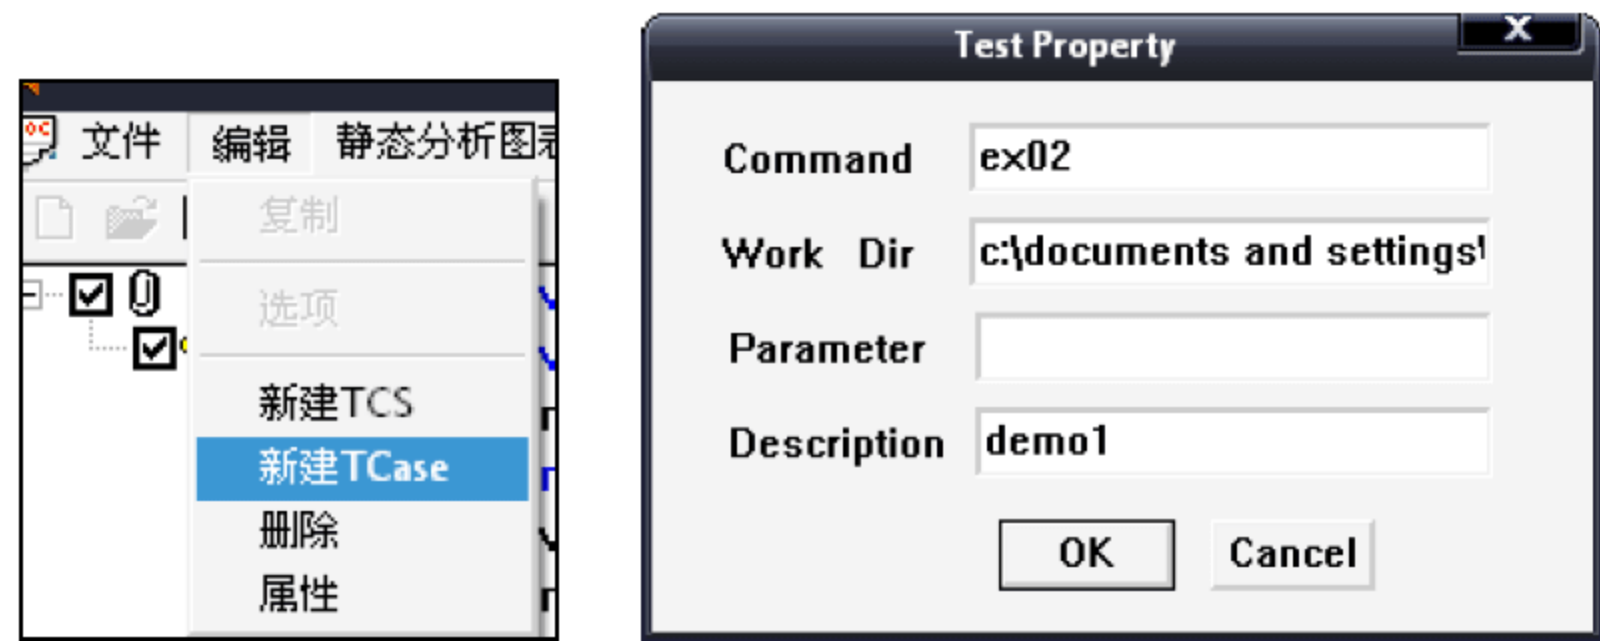 文件 编辑 静态分析图表
复制
选项
新建TCS
新建TCase
删除
属性
Test Property
X
Command ex02
Work Dir c:\documents and settings\
Parameter
Description demo1
OK Cancel